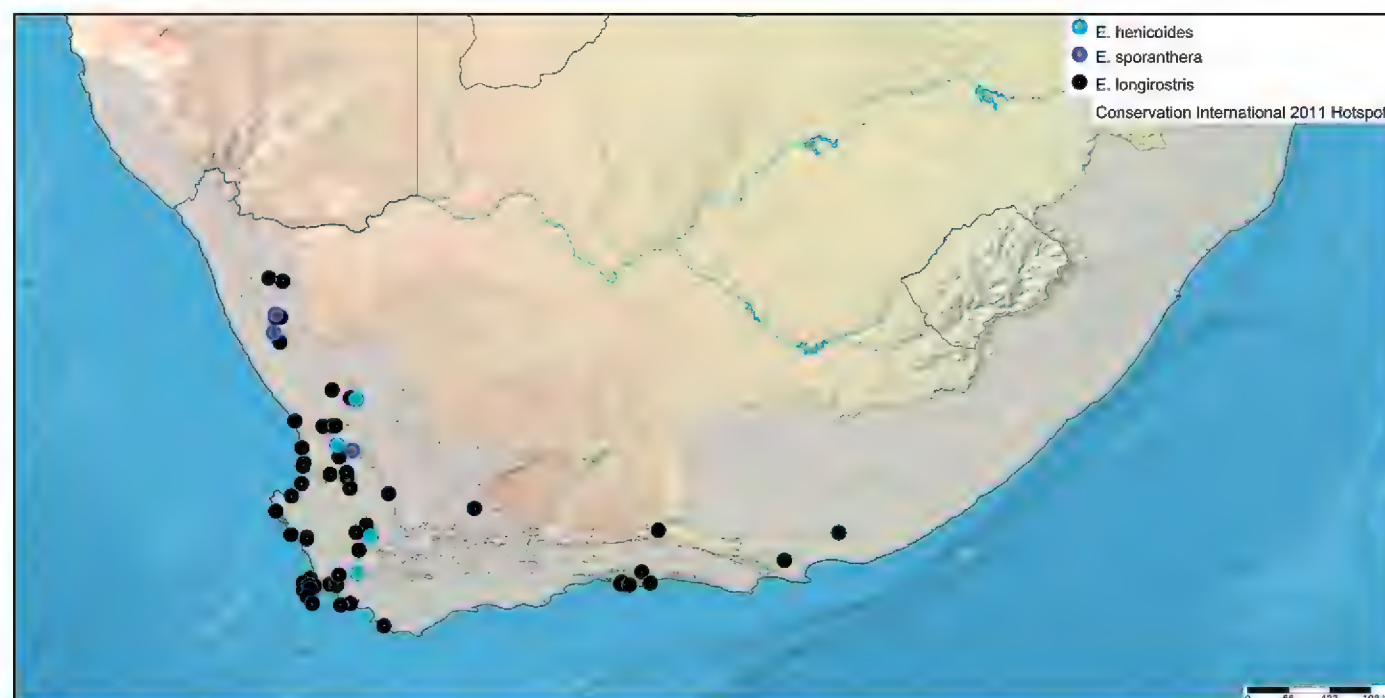 E. henicoides
E. sporanthera
E. longirostris
Conservation International 2011 Hotspot